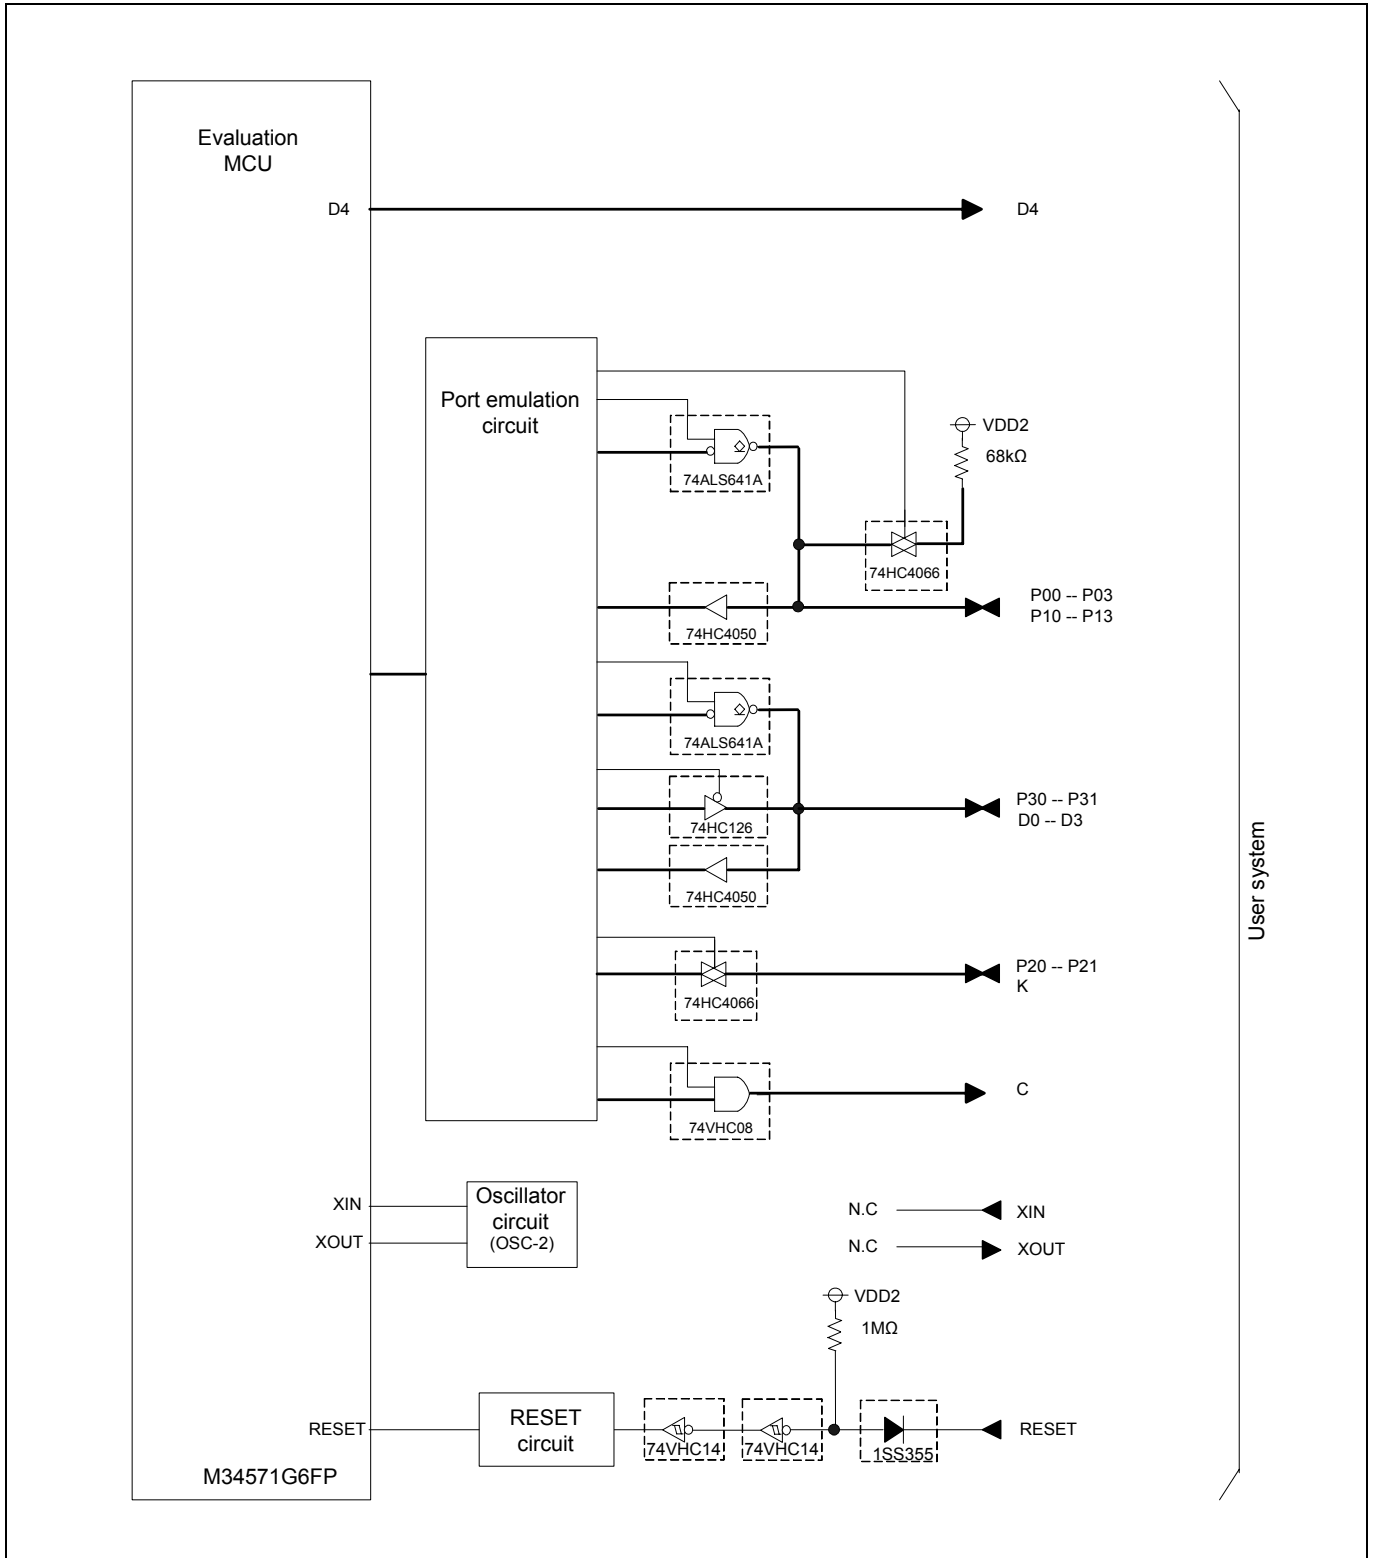 Evaluation
MCU
D4
D4
Port emulation
circuit
VDD2
68kΩ
74ALS641A
74HC4066
P00 -- P03
P10 -- P13
74HC4050
74ALS641A
P30 -- P31
D0 -- D3
74HC126
74HC4050
User system
P20 -- P21
K
74HC4066
C
74VHC08
XIN
XOUT
Oscillator
circuit
(OSC-2)
N.C
XIN
N.C
XOUT
VDD2
1MΩ
RESET
RESET
circuit
74VHC14
74VHC14
1SS355
RESET
M34571G6FP